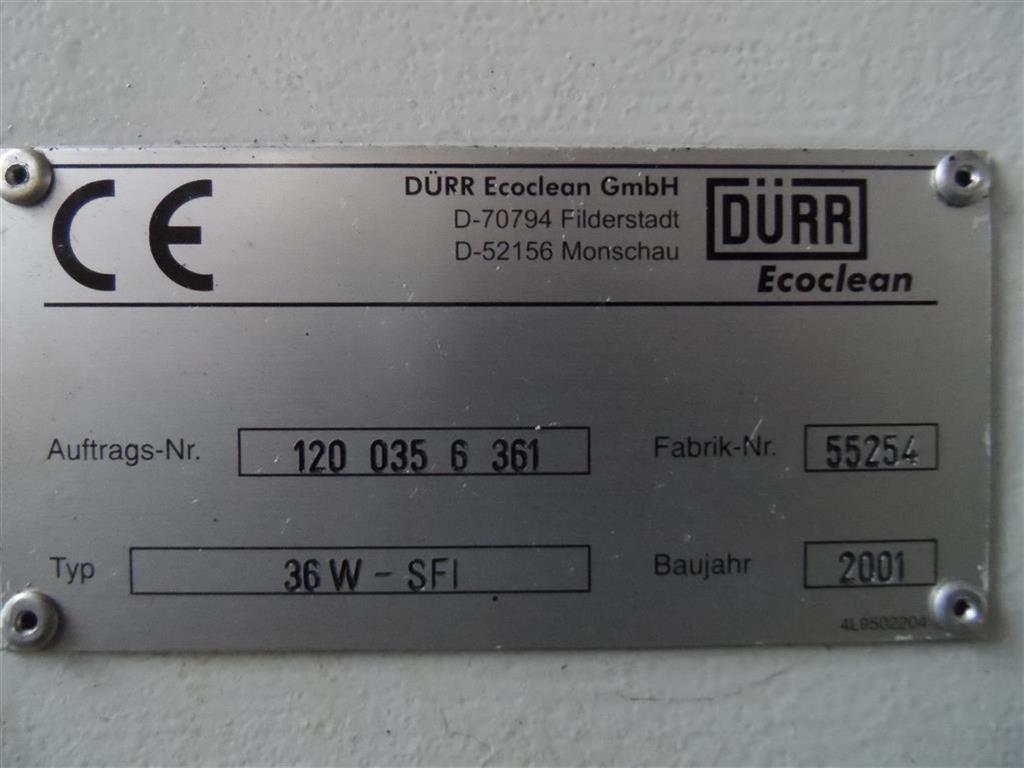 CE
DÜRR Ecoclean GmbH
D-70794 Filderstadt
D-52156 Monschau
DÜRR
Ecoclean
Auftrags-Nr. 120 035 6 361 Fabrik-Nr. 55254
Typ 36 W - SFI Baujahr 2001
4L9502204